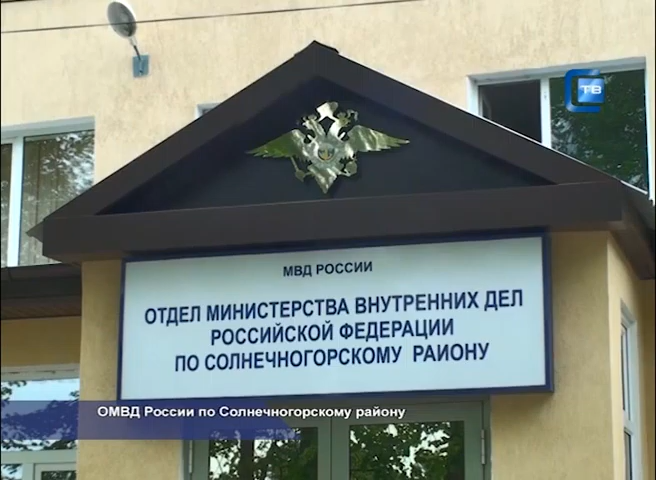 ТВ
МВД РОССИИ
ОТДЕЛ МИНИСТЕРСТВА ВНУТРЕННИХ ДЕЛ
РОССИЙСКОЙ ФЕДЕРАЦИИ
ПО СОЛНЕЧНОГОРСКОМУ РАЙОНУ
ОМВД России по Солнечногорскому району